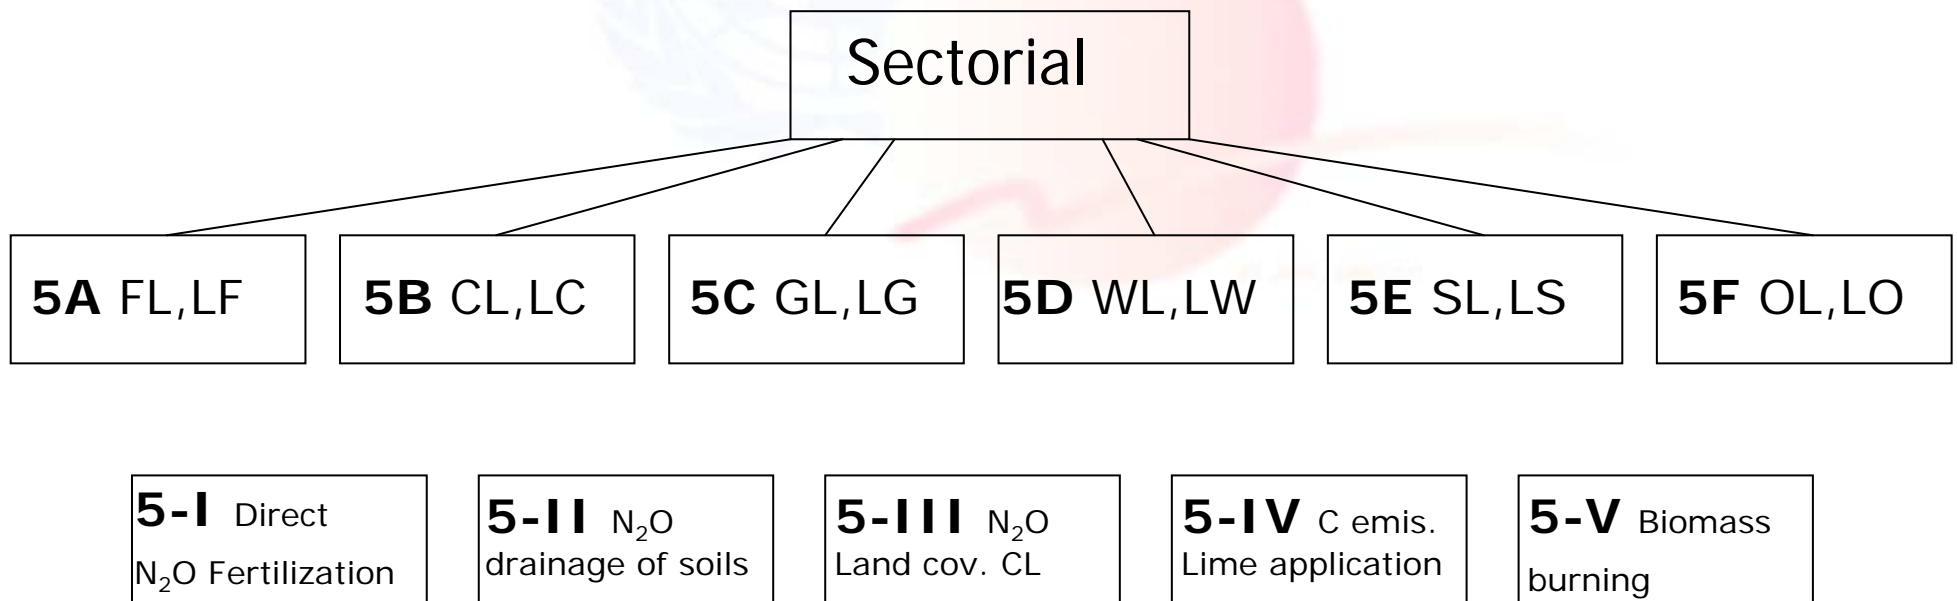 Sectorial
5A FL,LF
5B CL,LC
5C GL,LG
5D WL,LW
5E SL,LS
5F OL,LO
5-I Direct
N₂O Fertilization
5-II N₂O
drainage of soils
5-III N₂O
Land cov. CL
5-IV C emis.
Lime application
5-V Biomass
burning